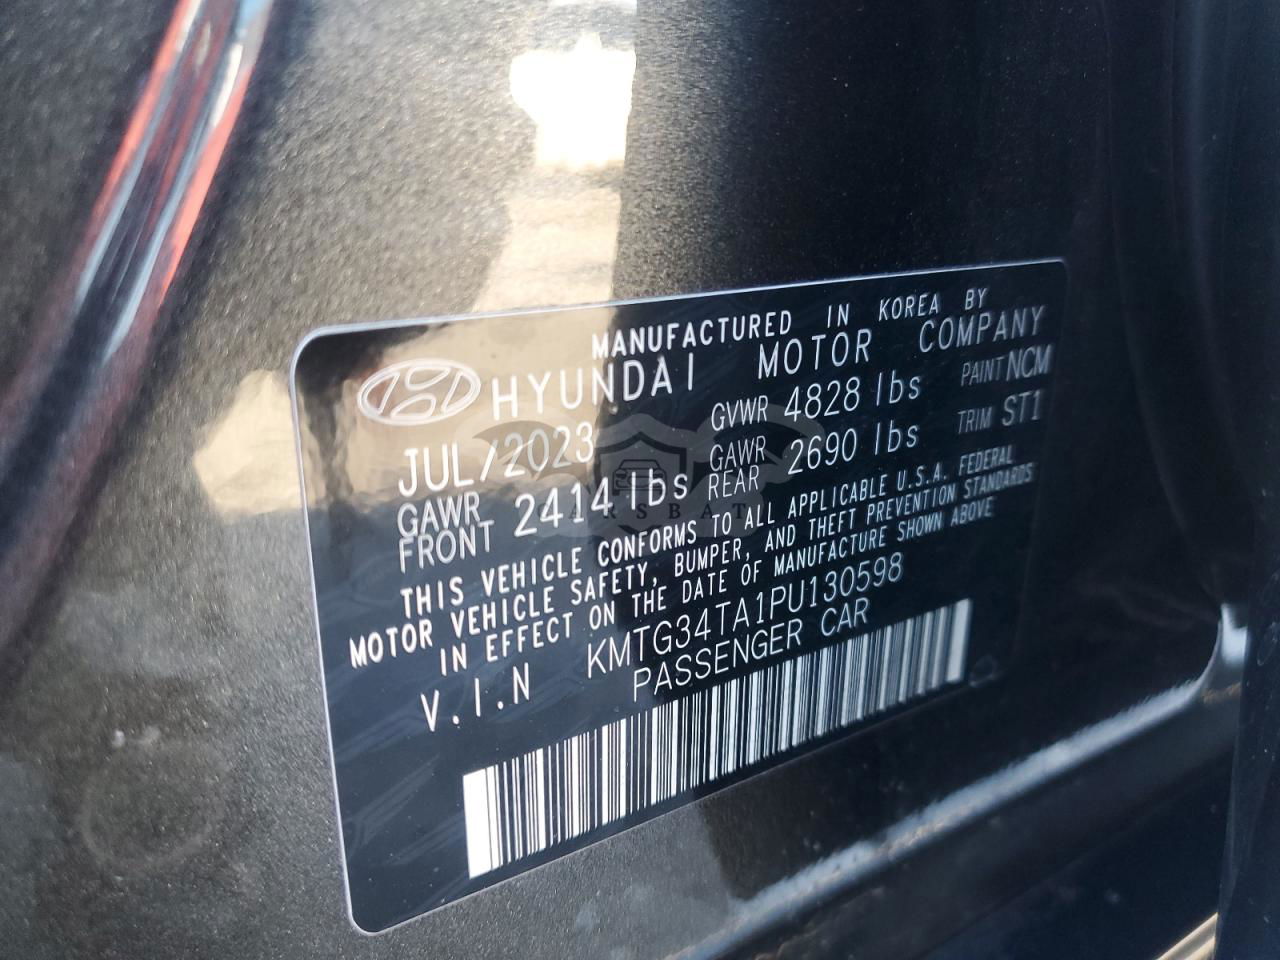 MANUFACTURED IN KOREA BY
HYUNDAI MOTOR COMPANY
JUL/2023 GVWR 4828 lbs PAINT NCM
GAWR FRONT 2414 lbs GAWR REAR 2690 lbs TRIM ST1
THIS VEHICLE CONFORMS TO ALL APPLICABLE U.S.A. FEDERAL
MOTOR VEHICLE SAFETY, BUMPER, AND THEFT PREVENTION STANDARDS
IN EFFECT ON THE DATE OF MANUFACTURE SHOWN ABOVE
V.I.N KMTG34TA1PU130598
PASSENGER CAR
CARSBAT